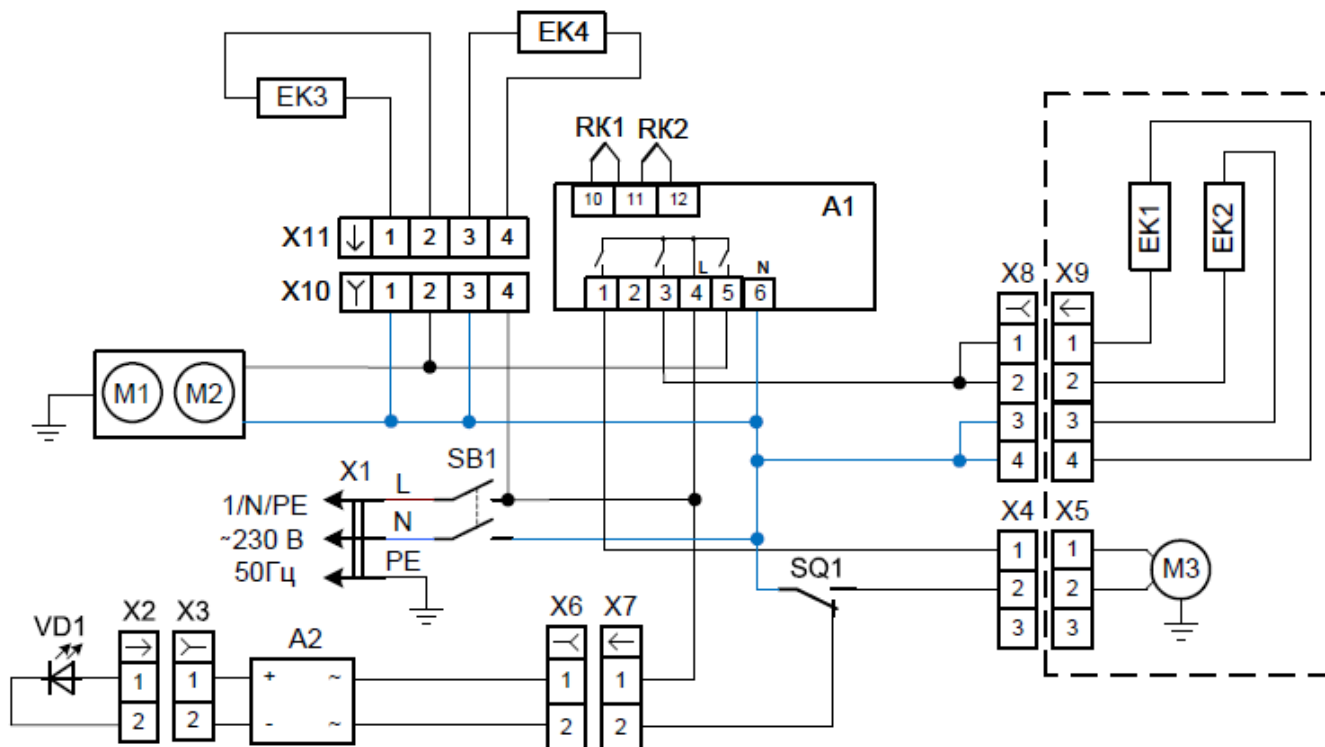 EK4
EK3
RK1 RK2
10 11 12
A1
EK1 EK2
X11 1 2 3 4
L N
X10 1 2 3 4
1 2 3 4 5 6
X8 X9
1 1
2 2
3 3
4 4
M1 M2
X1 L SB1
1/N/PE
N
~230 В
PE
50Гц
X4 X5
1 1
2 2
3 3
M3
SQ1
VD1 X2 X3 A2 X6 X7
1 1 + ~ 1 1
2 2 - ~ 2 2